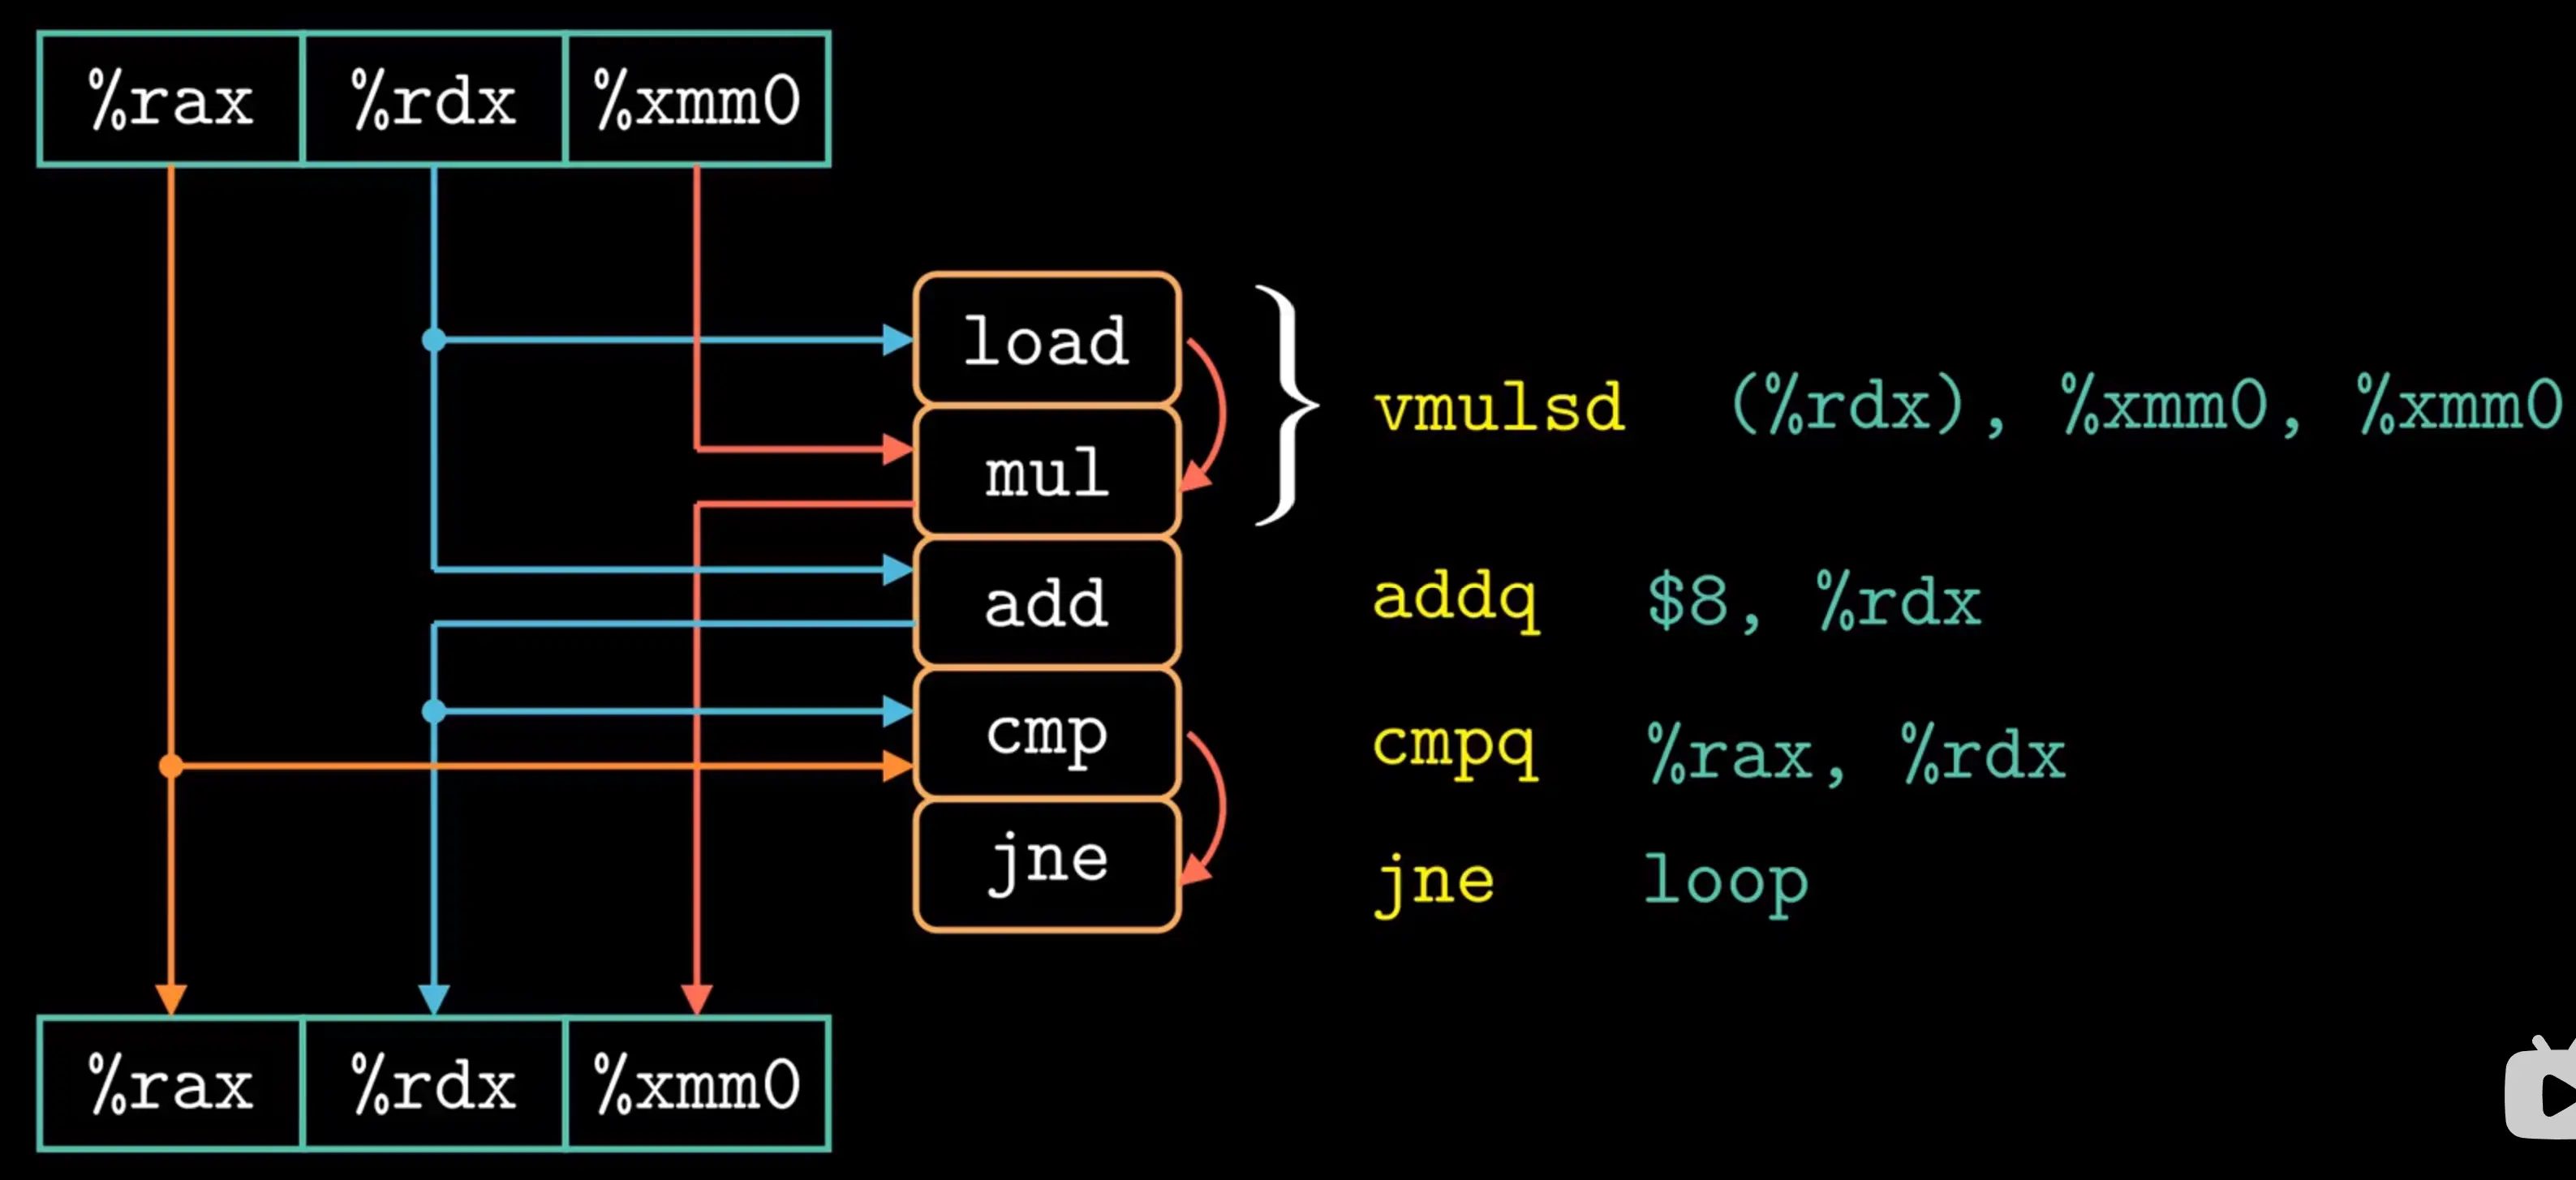 %rax %rdx %xmm0
load
mul
vmulsd (%rdx), %xmm0, %xmm0
add
addq $8, %rdx
cmp
cmpq %rax, %rdx
jne
jne loop
%rax %rdx %xmm0